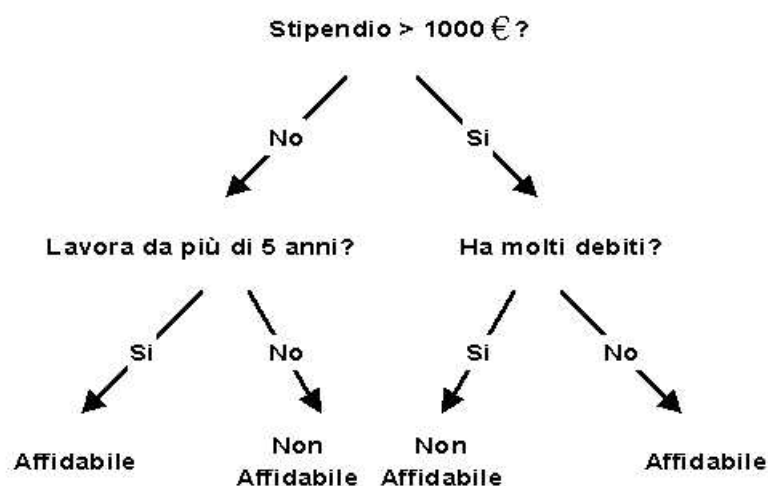 Stipendio > 1000 € ?
No
Si
Lavora da più di 5 anni?
Ha molti debiti?
Si
No
Si
No
Affidabile
Non
Affidabile
Non
Affidabile
Affidabile